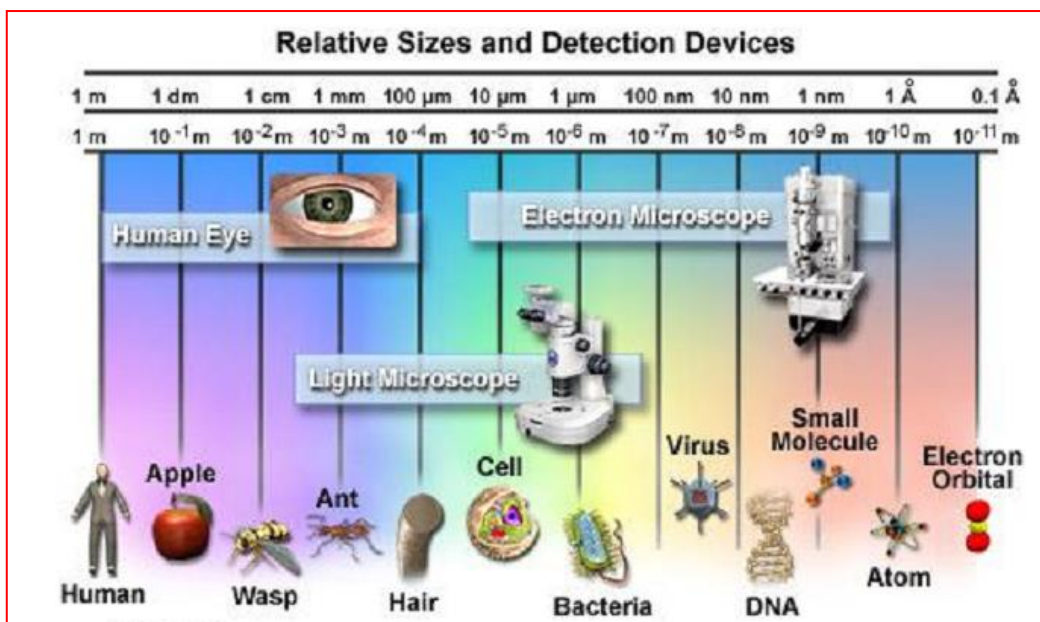 Relative Sizes and Detection Devices
1 m 1 dm 1 cm 1 mm 100 μm 10 μm 1 μm 100 nm 10 nm 1 nm 1 Å 0.1 Å
1 m 10⁻¹ m 10⁻² m 10⁻³ m 10⁻⁴ m 10⁻⁵ m 10⁻⁶ m 10⁻⁷ m 10⁻⁸ m 10⁻⁹ m 10⁻¹⁰ m 10⁻¹¹ m
Human Eye
Electron Microscope
Light Microscope
Human
Apple
Wasp
Ant
Hair
Cell
Bacteria
Virus
DNA
Small
Molecule
Atom
Electron
Orbital